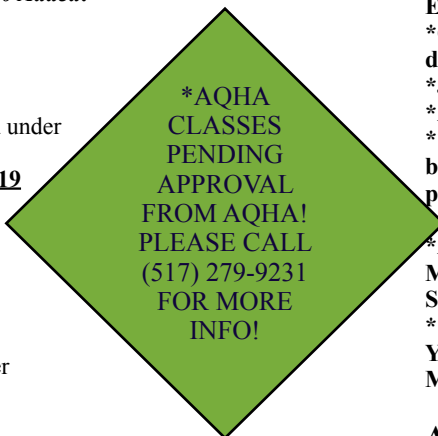 under
19
*AQHA
CLASSES
PENDING
APPROVAL
FROM AQHA!
PLEASE CALL
(517) 279-9231
FOR MORE
INFO!